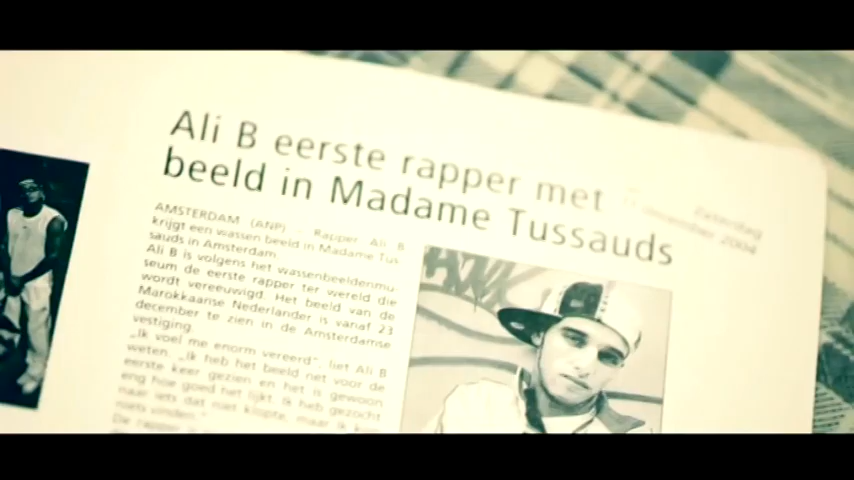 Ali B eerste rapper met
beeld in Madame Tussauds
Zaterdag
november 2004
AMSTERDAM (ANP) - Rapper Ali B
krijgt een wassen beeld in Madame Tus-
sauds in Amsterdam.
Ali B is volgens het wassenbeeldenmu-
seum de eerste rapper ter wereld die
wordt vereeuwigd. Het beeld van de
Marokkaanse Nederlander is vanaf 23
december te zien in de Amsterdamse
vestiging.
„Ik voel me enorm vereerd", liet Ali B
weten. „Ik heb het beeld net voor de
eerste keer gezien en het is gewoon
eng hoe goed het lijkt. Ik heb gezocht
naar iets dat niet klopte, maar ik kon
niets vinden."
De rapper